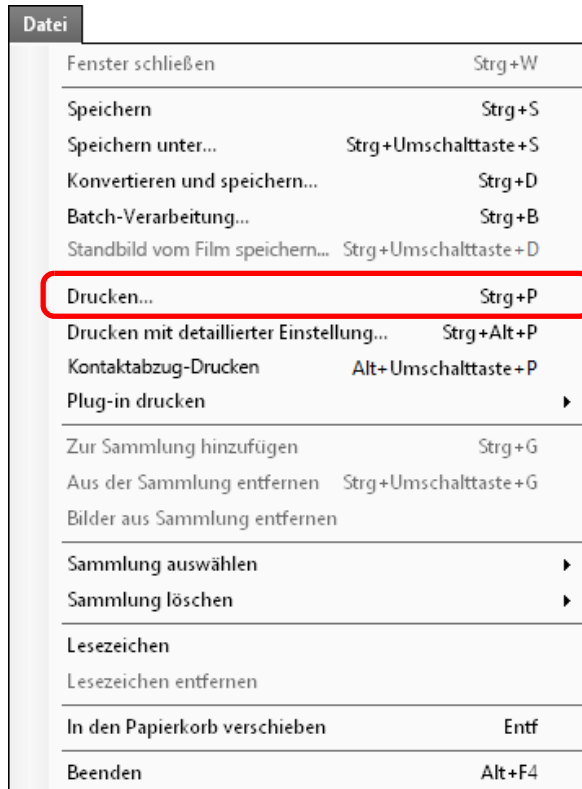 Datei
Fenster schließen Strg+W
Speichern Strg+S
Speichern unter... Strg+Umschalttaste+S
Konvertieren und speichern... Strg+D
Batch-Verarbeitung... Strg+B
Standbild vom Film speichern... Strg+Umschalttaste+D
Drucken... Strg+P
Drucken mit detaillierter Einstellung... Strg+Alt+P
Kontaktabzug-Drucken Alt+Umschalttaste+P
Plug-in drucken
Zur Sammlung hinzufügen Strg+G
Aus der Sammlung entfernen Strg+Umschalttaste+G
Bilder aus Sammlung entfernen
Sammlung auswählen
Sammlung löschen
Lesezeichen
Lesezeichen entfernen
In den Papierkorb verschieben Entf
Beenden Alt+F4